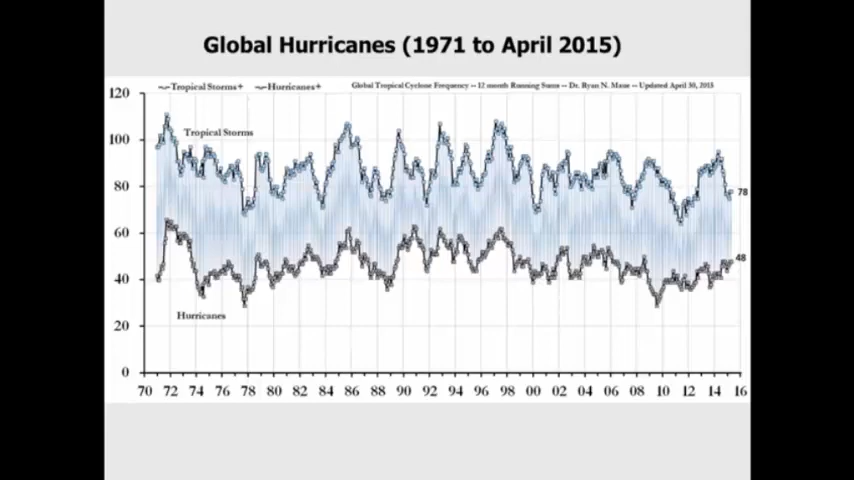 Global Hurricanes (1971 to April 2015)
Tropical Storms+ Hurricanes+ Global Tropical Cyclone Frequency -- 12 month Running Sums -- Dr. Ryan N. Maue -- Updated April 30, 2015
120
Tropical Storms
100
80
78
60
48
40
Hurricanes
20
0
70 72 74 76 78 80 82 84 86 88 90 92 94 96 98 00 02 04 06 08 10 12 14 16